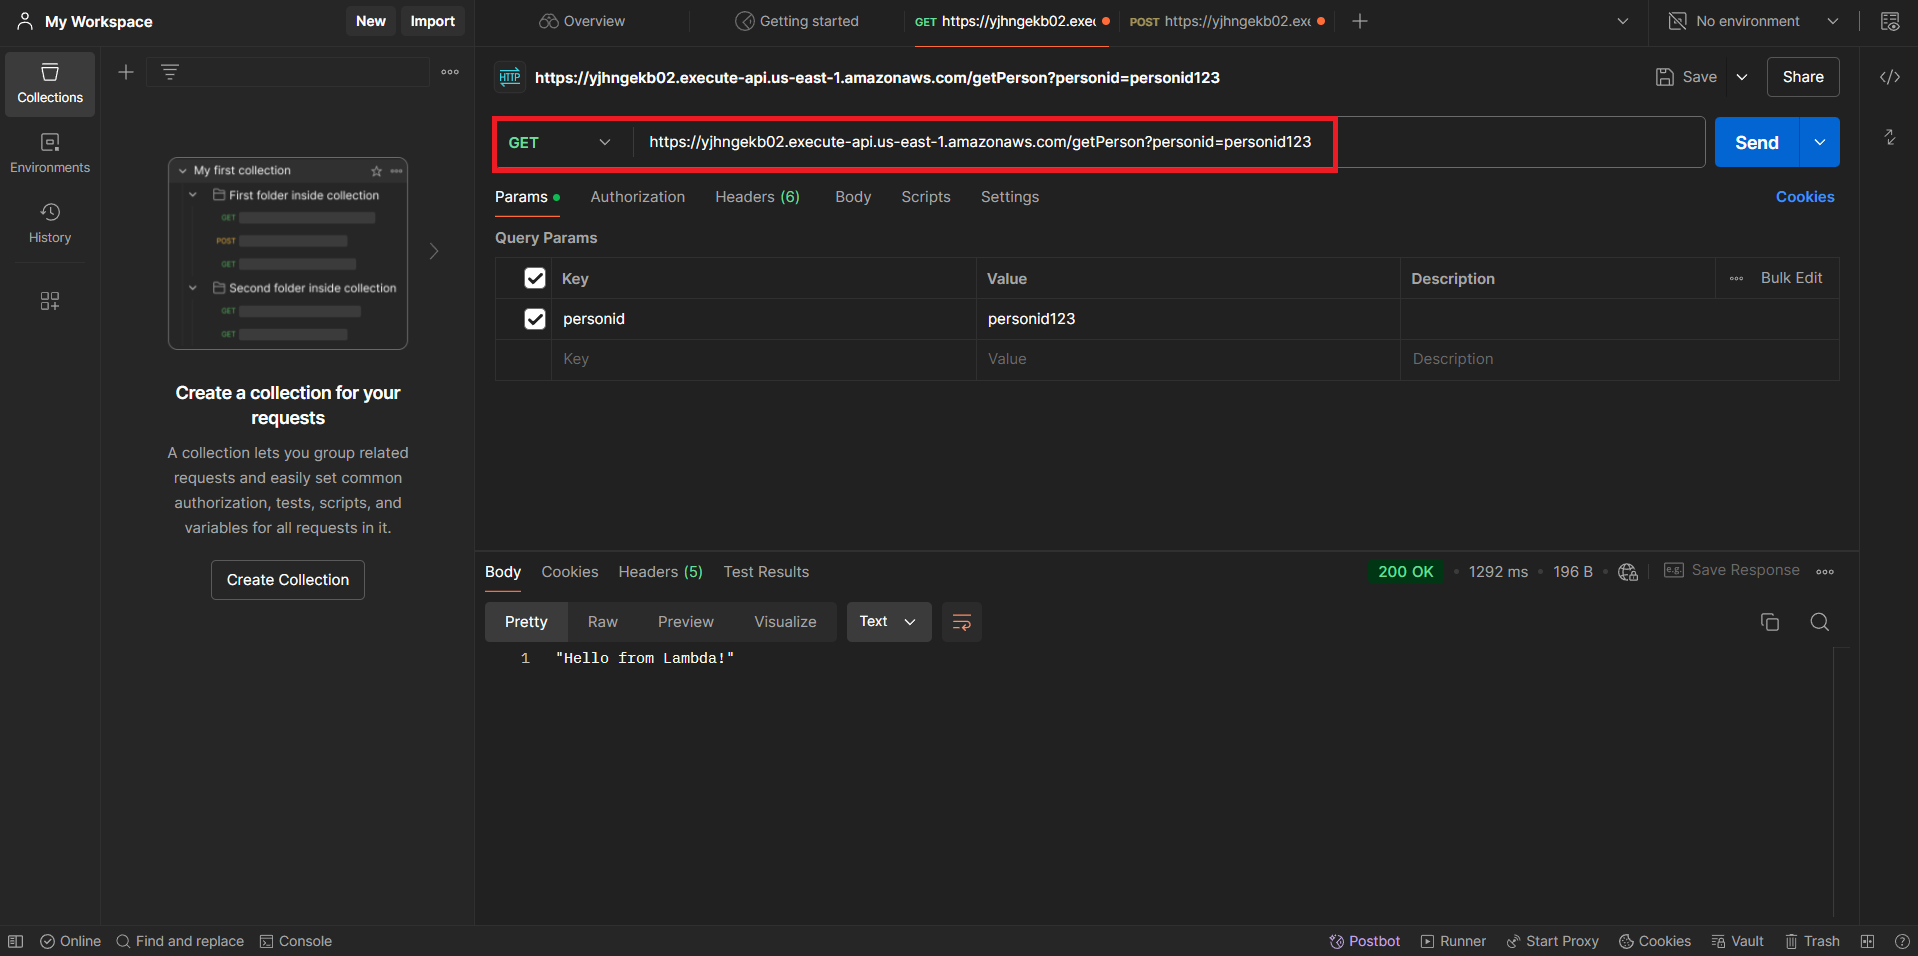 My Workspace
New
Import
Overview
Getting started
GET https://yjhngekb02.exec
POST https://yjhngekb02.exe
No environment
Collections
Environments
History
My first collection
First folder inside collection
GET
POST
GET
Second folder inside collection
GET
GET
Create a collection for your
requests
A collection lets you group related
requests and easily set common
authorization, tests, scripts, and
variables for all requests in it.
Create Collection
HTTP
https://yjhngekb02.execute-api.us-east-1.amazonaws.com/getPerson?personid=personid123
Save
Share
GET
https://yjhngekb02.execute-api.us-east-1.amazonaws.com/getPerson?personid=personid123
Send
Params
Authorization
Headers (6)
Body
Scripts
Settings
Cookies
Query Params
Key
Value
Description
Bulk Edit
personid
personid123
Key
Value
Description
Body
Cookies
Headers (5)
Test Results
200 OK
1292 ms
196 B
e.g.
Save Response
Pretty
Raw
Preview
Visualize
Text
1 "Hello from Lambda!"
Online
Find and replace
Console
Postbot
Runner
Start Proxy
Cookies
Vault
Trash